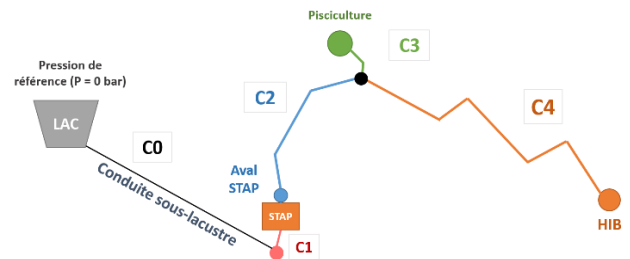 Pisciculture
C3
Pression de
référence (P = 0 bar)
C2
LAC
C4
C0
Conduite sous-lacustre
Aval
STAP
STAP
HIB
C1